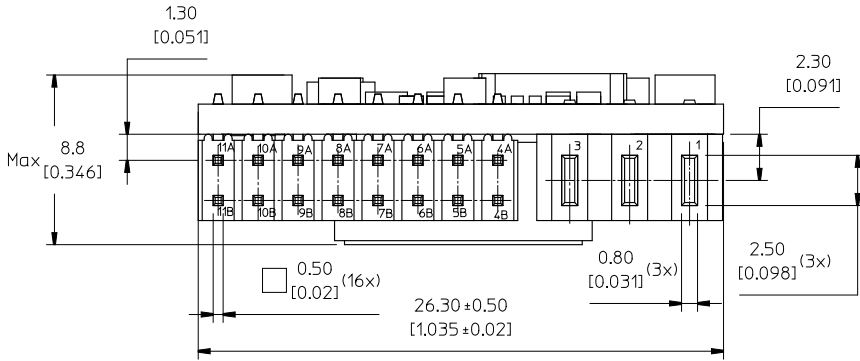 1.30
[0.051]
2.30
[0.091]
Max 8.8
[0.346]
11A 10A 9A 8A 7A 6A 5A 4A 3 2 1
11B 10B 9B 8B 7B 6B 5B 4B
0.50 (16x)
[0.02]
0.80 (3x)
[0.031]
2.50 (3x)
[0.098]
26.30 ±0.50
[1.035 ±0.02]